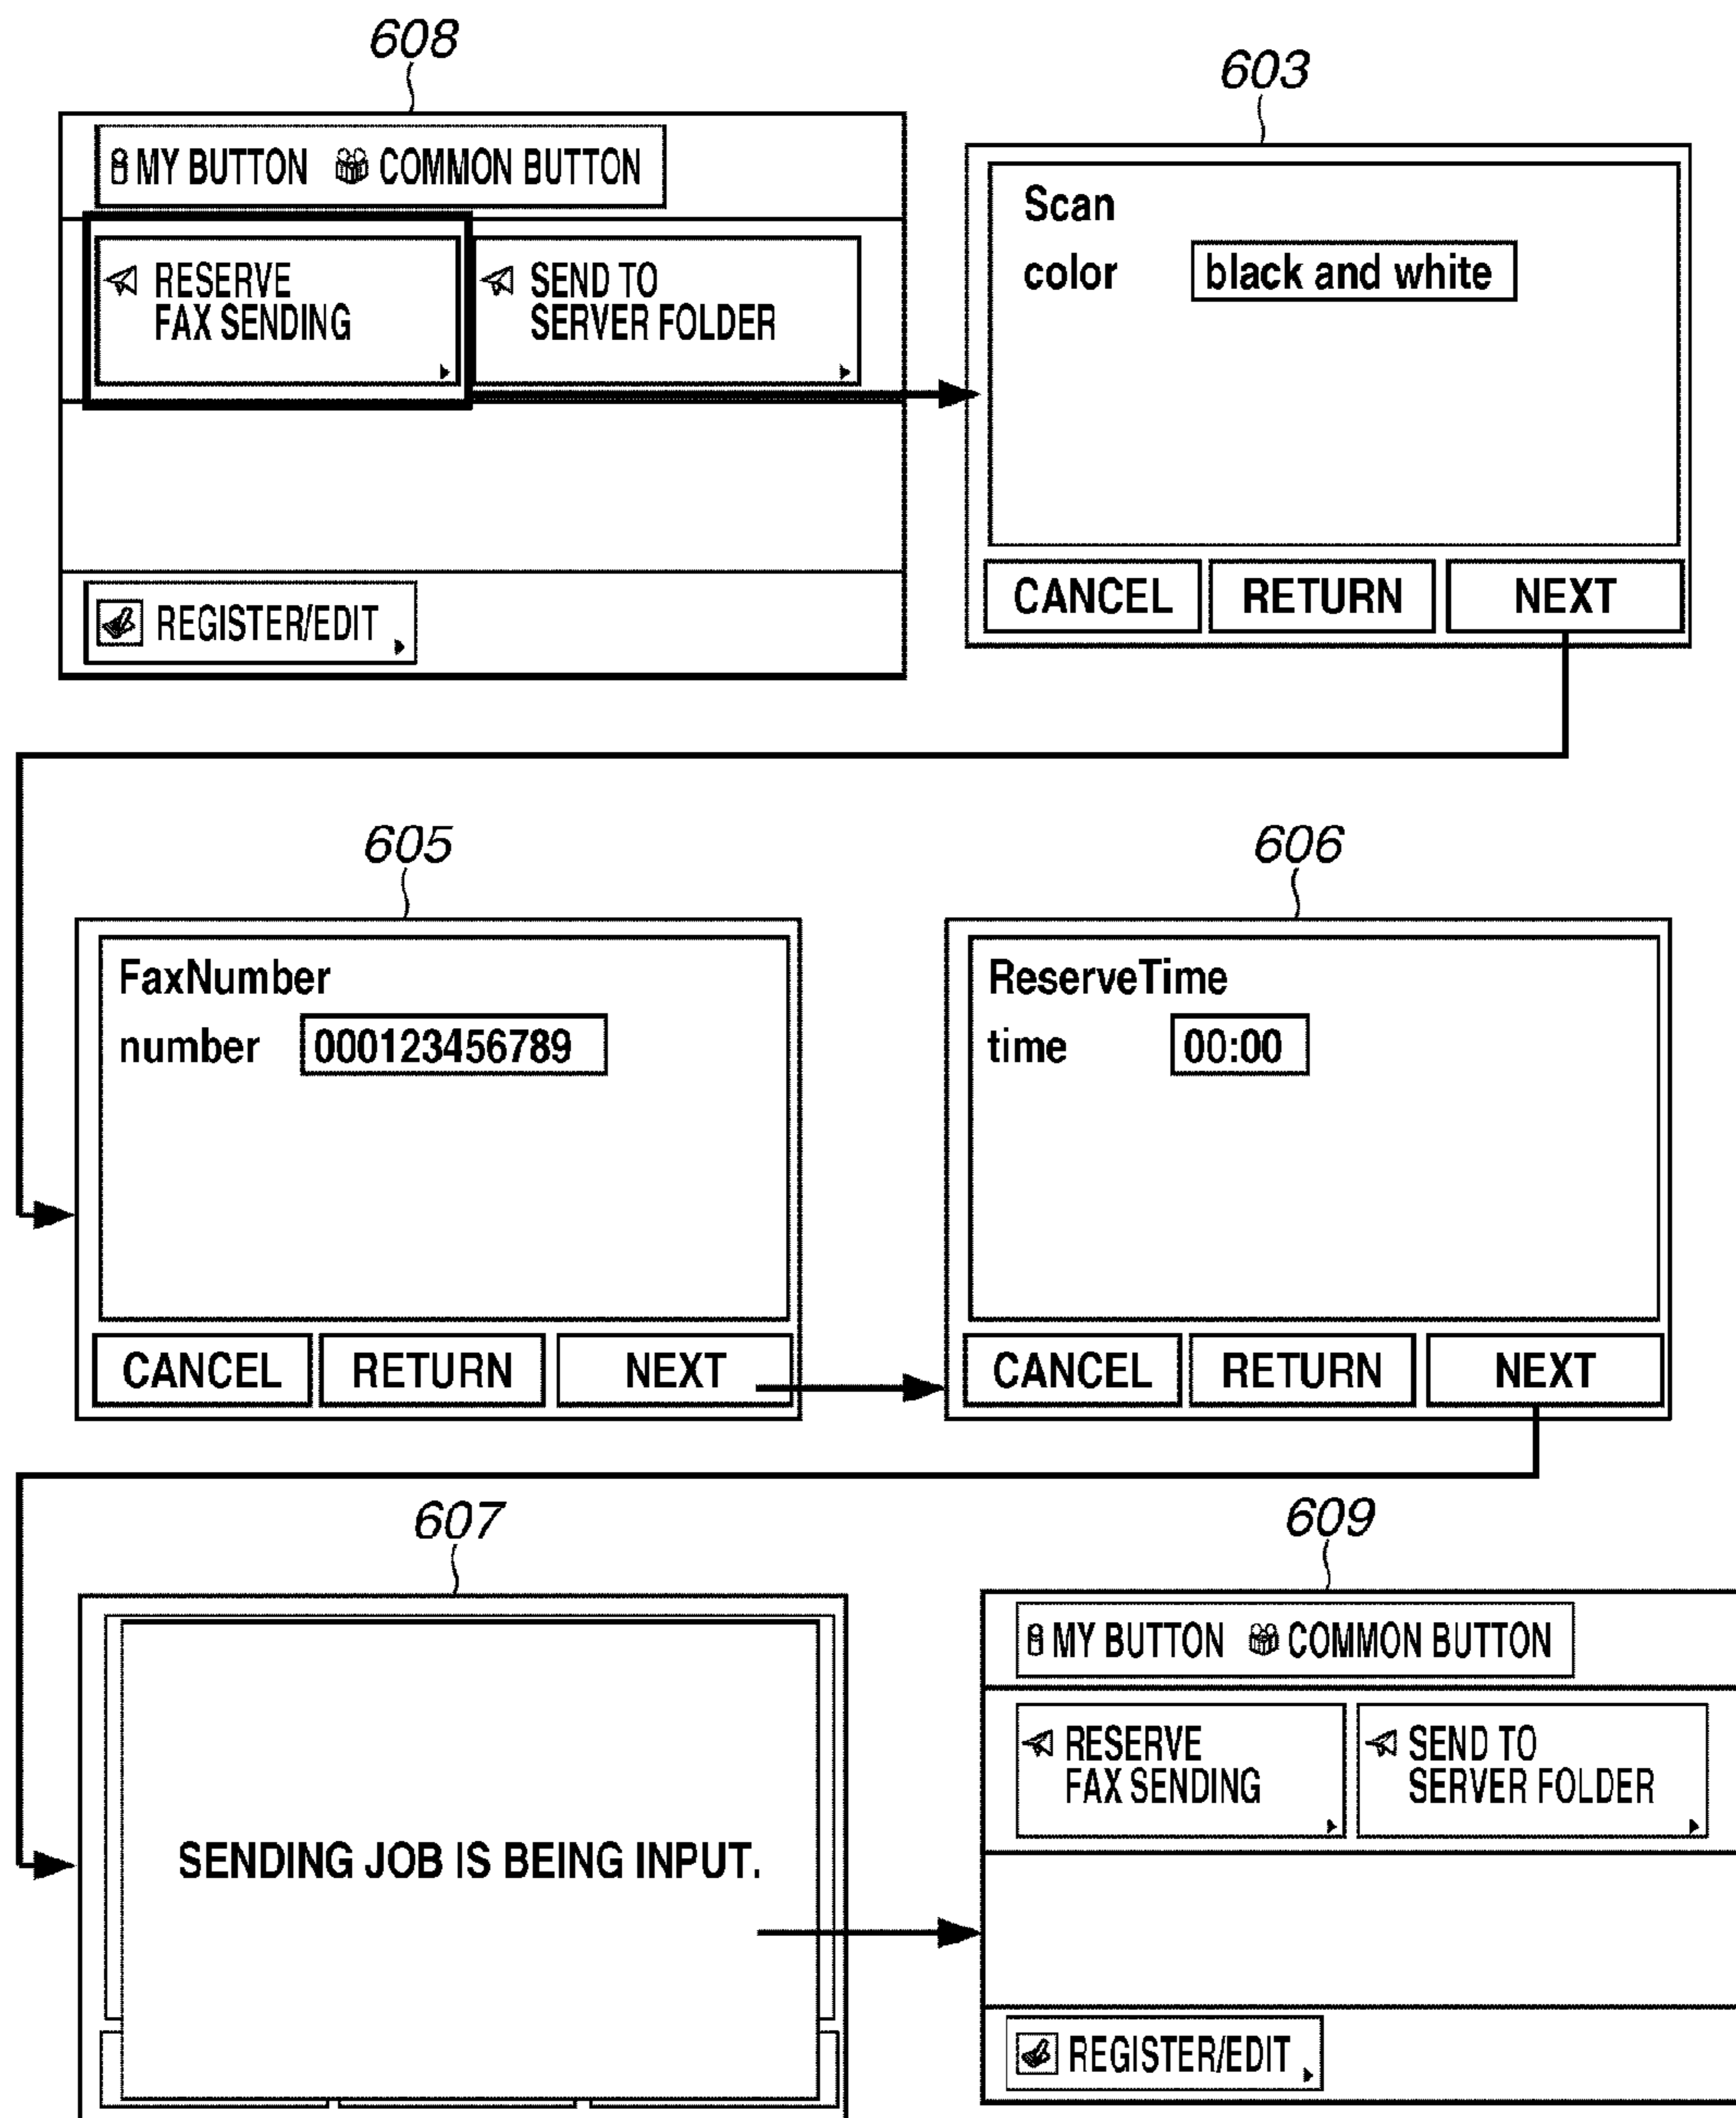 608
MY BUTTON COMMON BUTTON
RESERVE
FAX SENDING
SEND TO
SERVER FOLDER
REGISTER/EDIT
603
Scan
color black and white
CANCEL RETURN NEXT
605
FaxNumber
number 000123456789
CANCEL RETURN NEXT
606
ReserveTime
time 00:00
CANCEL RETURN NEXT
607
SENDING JOB IS BEING INPUT.
609
MY BUTTON COMMON BUTTON
RESERVE
FAX SENDING
SEND TO
SERVER FOLDER
REGISTER/EDIT